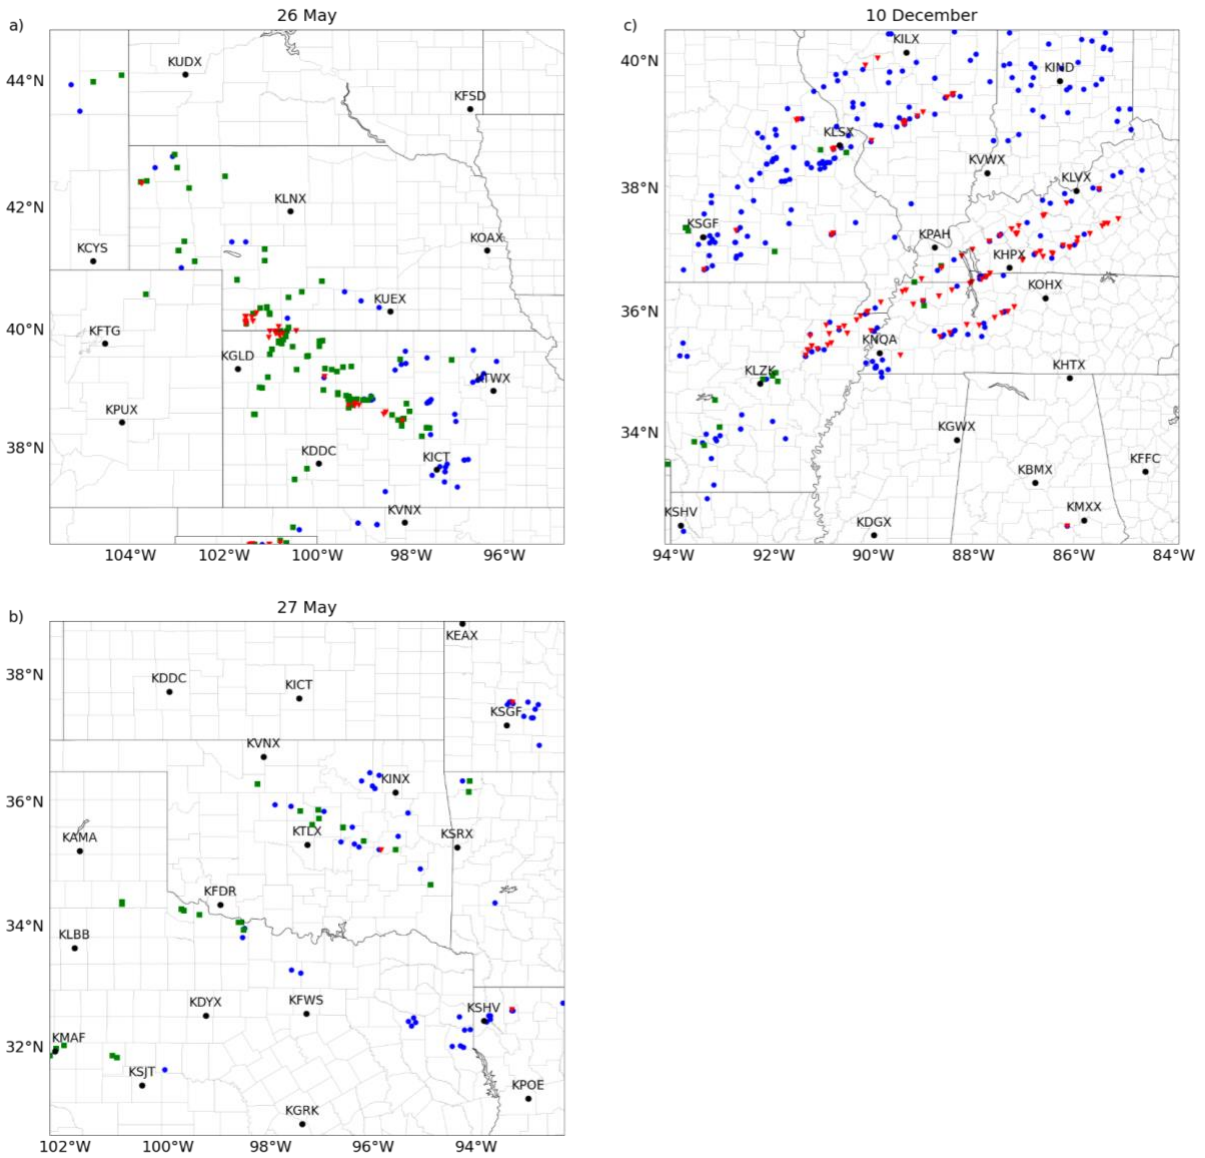 a)
26 May
44°N
42°N
40°N
38°N
KUDX
KFSD
KLNX
KOAX
KCYS
KUEX
KFTG
KGLD
KTWX
KPUX
KDDC
KICT
KVNX
104°W
102°W
100°W
98°W
96°W
c)
10 December
40°N
38°N
36°N
34°N
KILX
KIND
KLSX
KVWX
KLVX
KSGF
KPAH
KHPX
KOHX
KNQA
KLZK
KHTX
KGWX
KBMX
KFFC
KMXX
KSHV
KDGX
94°W
92°W
90°W
88°W
86°W
84°W
b)
27 May
38°N
36°N
34°N
32°N
KEAX
KDDC
KICT
KSGF
KVNX
KINX
KAMA
KTLX
KSRX
KFDR
KLBB
KDYX
KFWS
KSHV
KMAF
KSJT
KPOE
KGRK
102°W
100°W
98°W
96°W
94°W